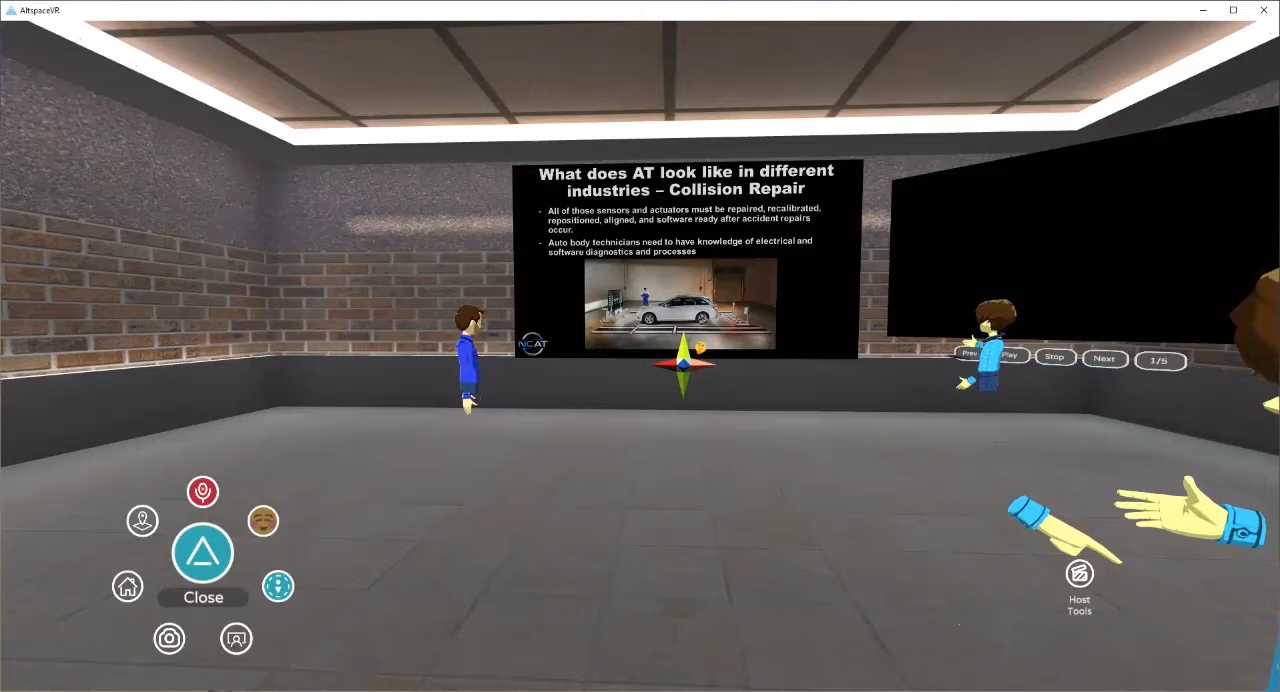 AltspaceVR
What does AT look like in different
industries – Collision Repair
- All of those sensors and actuators must be repaired, recalibrated,
repositioned, aligned, and software ready after accident repairs
occur.
- Auto body technicians need to have knowledge of electrical and
software diagnostics and processes
NCAT
Prev
Play
Stop
Next
1/5
Close
Host
Tools